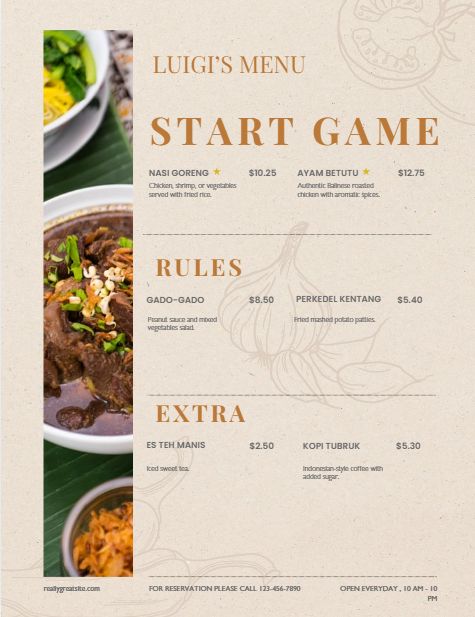 LUIGI'S MENU
START GAME
NASI GORENG ★ $10.25
Chicken, shrimp, or vegetables
served with fried rice.
AYAM BETUTU ★ $12.75
Authentic Balinese roasted
chicken with aromatic spices.
RULES
GADO-GADO $8.50
Peanut sauce and mixed
vegetables salad.
PERKEDEL KENTANG $5.40
Fried mashed potato patties.
EXTRA
ES TEH MANIS $2.50
Iced sweet tea.
KOPI TUBRUK $5.30
Indonesian-style coffee with
added sugar.
reallygreatsite.com
FOR RESERVATION PLEASE CALL 123-456-7890
OPEN EVERYDAY , 10 AM - 10
PM